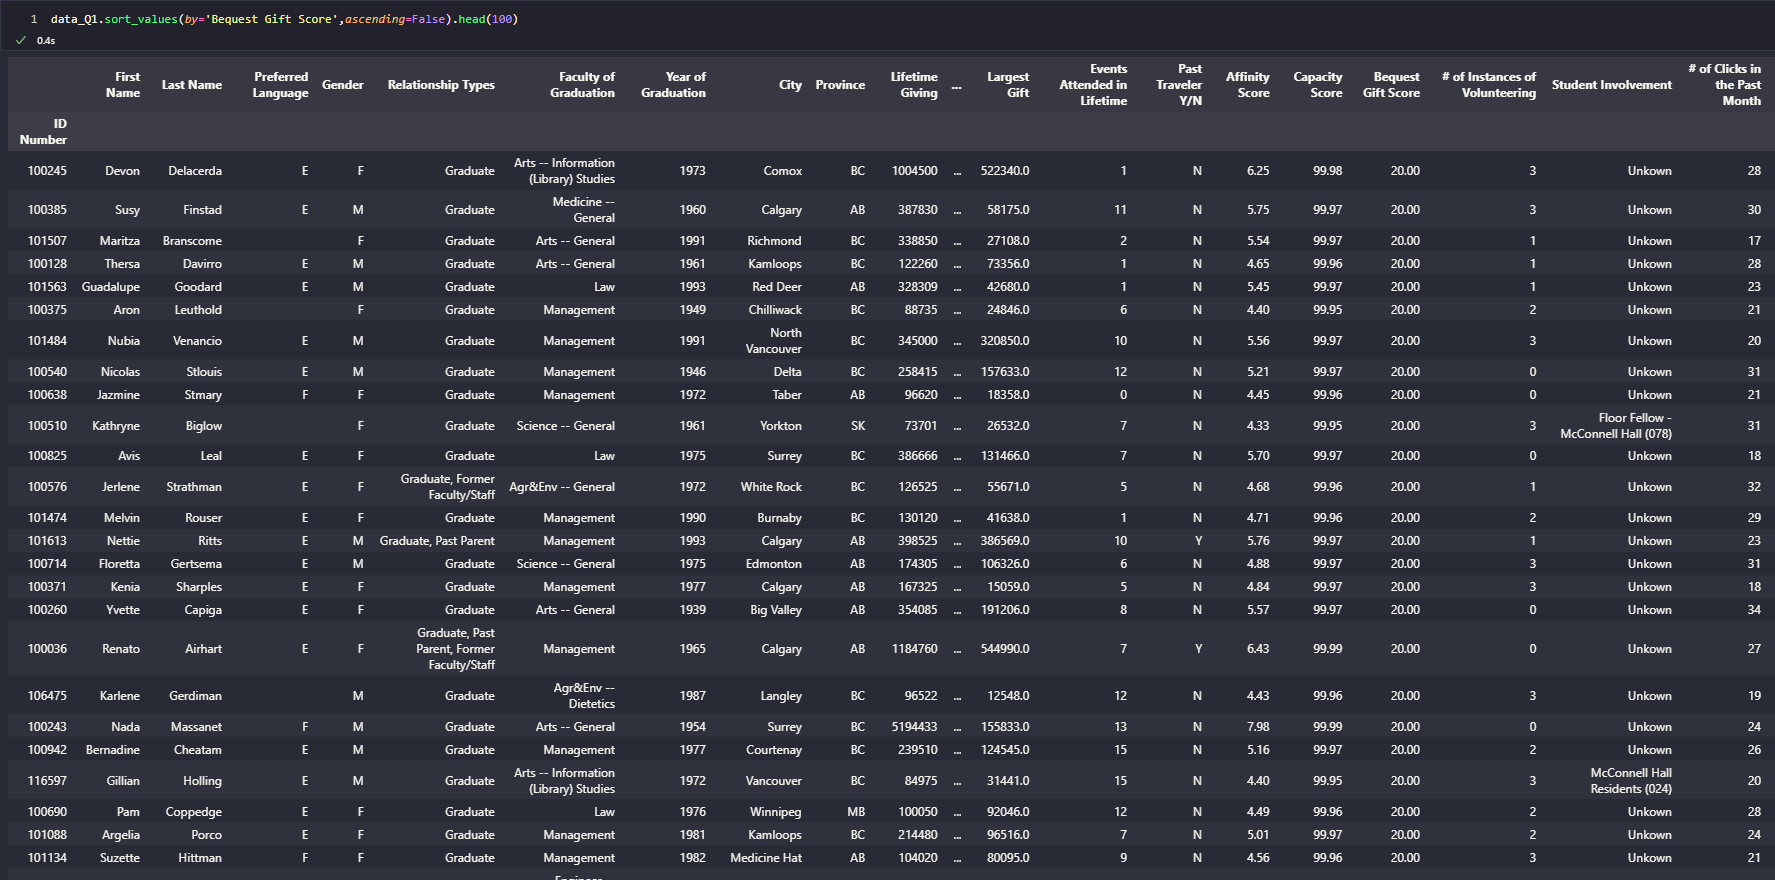 1 data_Q1.sort_values(by='Bequest Gift Score',ascending=False).head(100)
0.4s
First Name Last Name Preferred Language Gender Relationship Types Faculty of Graduation Year of Graduation City Province Lifetime Giving ... Largest Gift Events Attended in Lifetime Past Traveler Y/N Affinity Score Capacity Score Bequest Gift Score # of Instances of Volunteering Student Involvement # of Clicks in the Past Month
ID Number
100245 Devon Delacerda E F Graduate Arts -- Information (Library) Studies 1973 Comox BC 1004500 ... 522340.0 1 N 6.25 99.98 20.00 3 Unkown 28
100385 Susy Finstad E M Graduate Medicine -- General 1960 Calgary AB 387830 ... 58175.0 11 N 5.75 99.97 20.00 3 Unkown 30
101507 Maritza Branscome F Graduate Arts -- General 1991 Richmond BC 338850 ... 27108.0 2 N 5.54 99.97 20.00 1 Unkown 17
100128 Thersa Davirro E M Graduate Arts -- General 1961 Kamloops BC 122260 ... 73356.0 1 N 4.65 99.96 20.00 1 Unkown 28
101563 Guadalupe Goodard E M Graduate Law 1993 Red Deer AB 328309 ... 42680.0 1 N 5.45 99.97 20.00 1 Unkown 23
100375 Aron Leuthold F Graduate Management 1949 Chilliwack BC 88735 ... 24846.0 6 N 4.40 99.95 20.00 2 Unkown 21
101484 Nubia Venancio E M Graduate Management 1991 North Vancouver BC 345000 ... 320850.0 10 N 5.56 99.97 20.00 3 Unkown 20
100540 Nicolas Stlouis E M Graduate Management 1946 Delta BC 258415 ... 157633.0 12 N 5.21 99.97 20.00 0 Unkown 31
100638 Jazmine Stmary F F Graduate Management 1972 Taber AB 96620 ... 18358.0 0 N 4.45 99.96 20.00 0 Unkown 21
100510 Kathryne Biglow F Graduate Science -- General 1961 Yorkton SK 73701 ... 26532.0 7 N 4.33 99.95 20.00 3 Floor Fellow - McConnell Hall (078) 31
100825 Avis Leal E F Graduate Law 1975 Surrey BC 386666 ... 131466.0 7 N 5.70 99.97 20.00 0 Unkown 18
100576 Jerlene Strathman E F Graduate, Former Faculty/Staff Agr&Env -- General 1972 White Rock BC 126525 ... 55671.0 5 N 4.68 99.96 20.00 1 Unkown 32
101474 Melvin Rouser E F Graduate Management 1990 Burnaby BC 130120 ... 41638.0 1 N 4.71 99.96 20.00 2 Unkown 29
101613 Nettie Ritts E M Graduate, Past Parent Management 1993 Calgary AB 398525 ... 386569.0 10 Y 5.76 99.97 20.00 1 Unkown 23
100714 Floretta Gertsema E M Graduate Science -- General 1975 Edmonton AB 174305 ... 106326.0 6 N 4.88 99.97 20.00 3 Unkown 31
100371 Kenia Sharples E F Graduate Management 1977 Calgary AB 167325 ... 15059.0 5 N 4.84 99.97 20.00 3 Unkown 18
100260 Yvette Capiga E F Graduate Arts -- General 1939 Big Valley AB 354085 ... 191206.0 8 N 5.57 99.97 20.00 0 Unkown 34
100036 Renato Airhart E F Graduate, Past Parent, Former Faculty/Staff Management 1965 Calgary AB 1184760 ... 544990.0 7 Y 6.43 99.99 20.00 0 Unkown 27
106475 Karlene Gerdiman M Graduate Agr&Env -- Dietetics 1987 Langley BC 96522 ... 12548.0 12 N 4.43 99.96 20.00 3 Unkown 19
100243 Nada Massanet F M Graduate Arts -- General 1954 Surrey BC 5194433 ... 155833.0 13 N 7.98 99.99 20.00 0 Unkown 24
100942 Bernadine Cheatam E M Graduate Management 1977 Courtenay BC 239510 ... 124545.0 15 N 5.16 99.97 20.00 2 Unkown 26
116597 Gillian Holling E M Graduate Arts -- Information (Library) Studies 1972 Vancouver BC 84975 ... 31441.0 15 N 4.40 99.95 20.00 3 McConnell Hall Residents (024) 20
100690 Pam Coppedge E F Graduate Law 1976 Winnipeg MB 100050 ... 92046.0 12 N 4.49 99.96 20.00 2 Unkown 28
101088 Argelia Porco E F Graduate Management 1981 Kamloops BC 214480 ... 96516.0 7 N 5.01 99.97 20.00 2 Unkown 24
101134 Suzette Hittman F F Graduate Management 1982 Medicine Hat AB 104020 ... 80095.0 9 N 4.56 99.96 20.00 3 Unkown 21